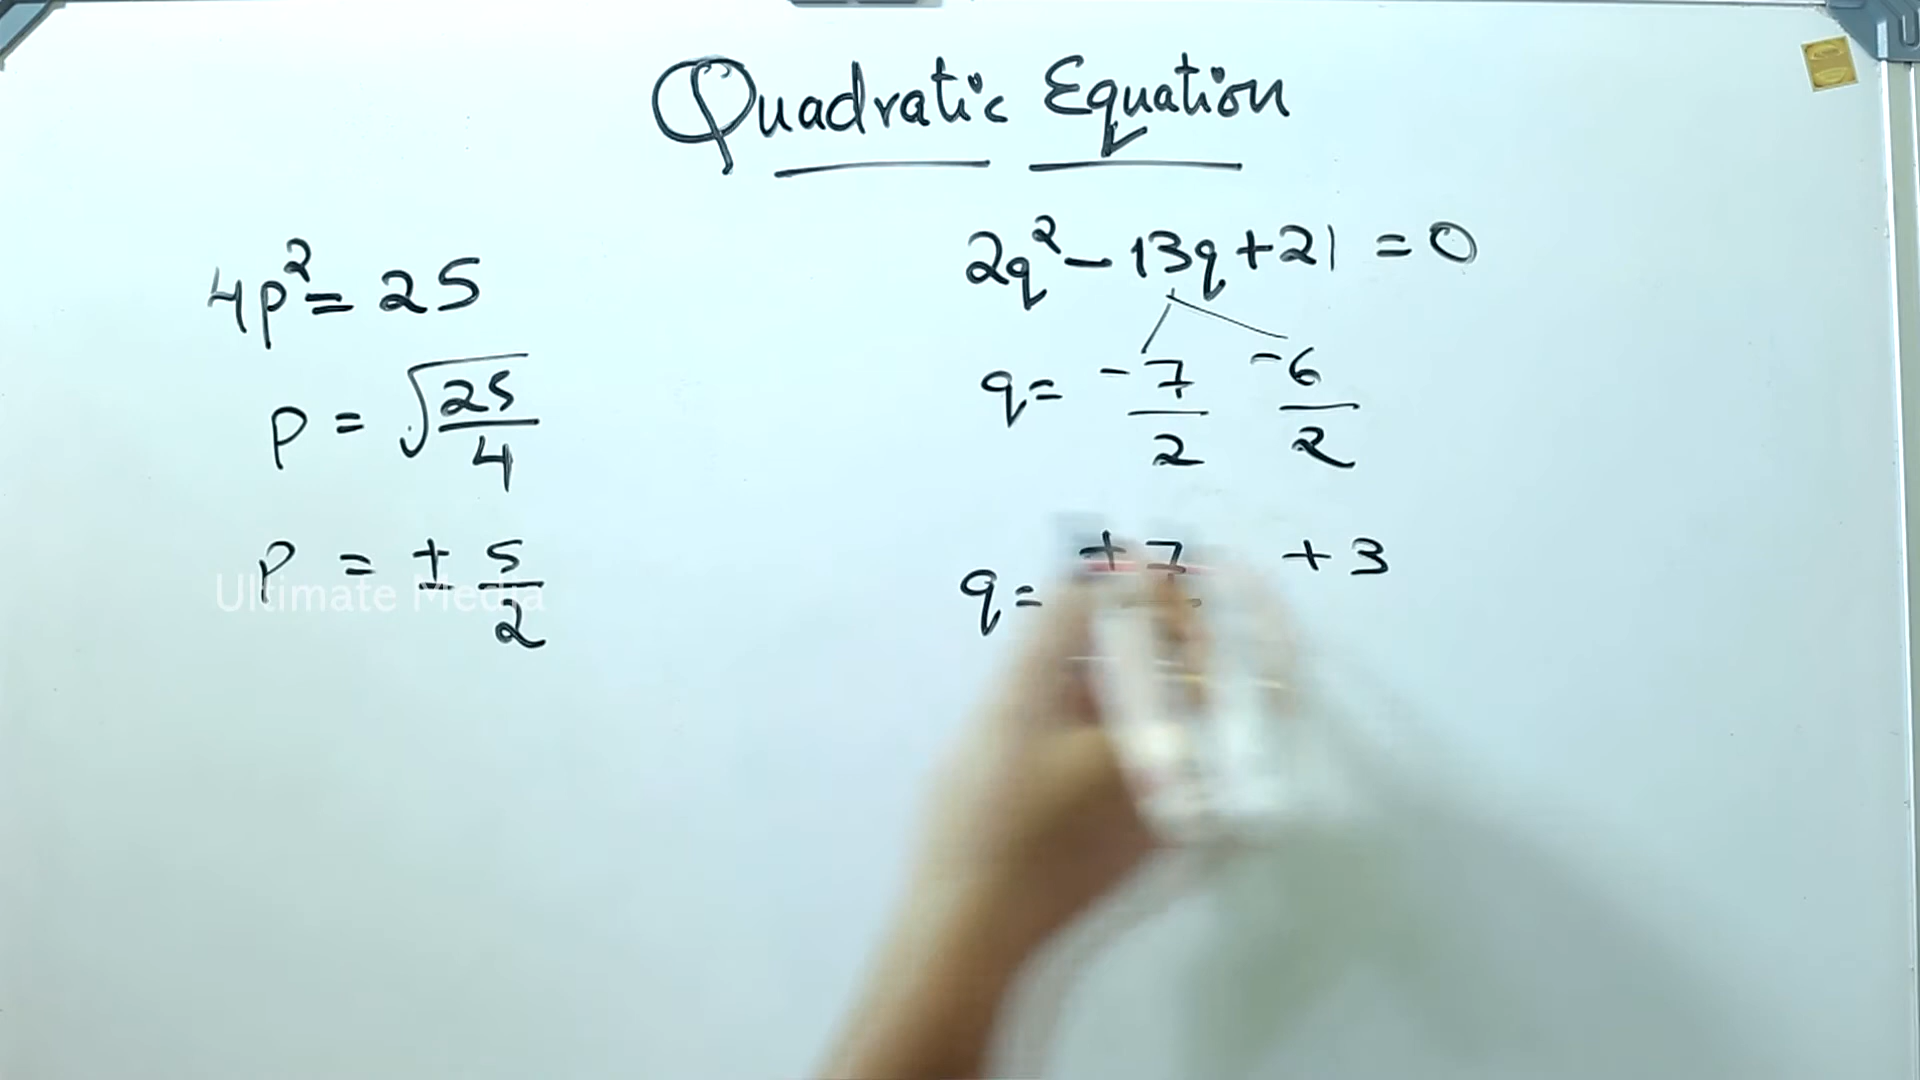 Quadratic Equation
4p² = 25
p = √25/4
p = ± 5/2
Ultimate Media
2q² - 13q + 21 = 0
q = -7/2 -6/2
q = +7 +3